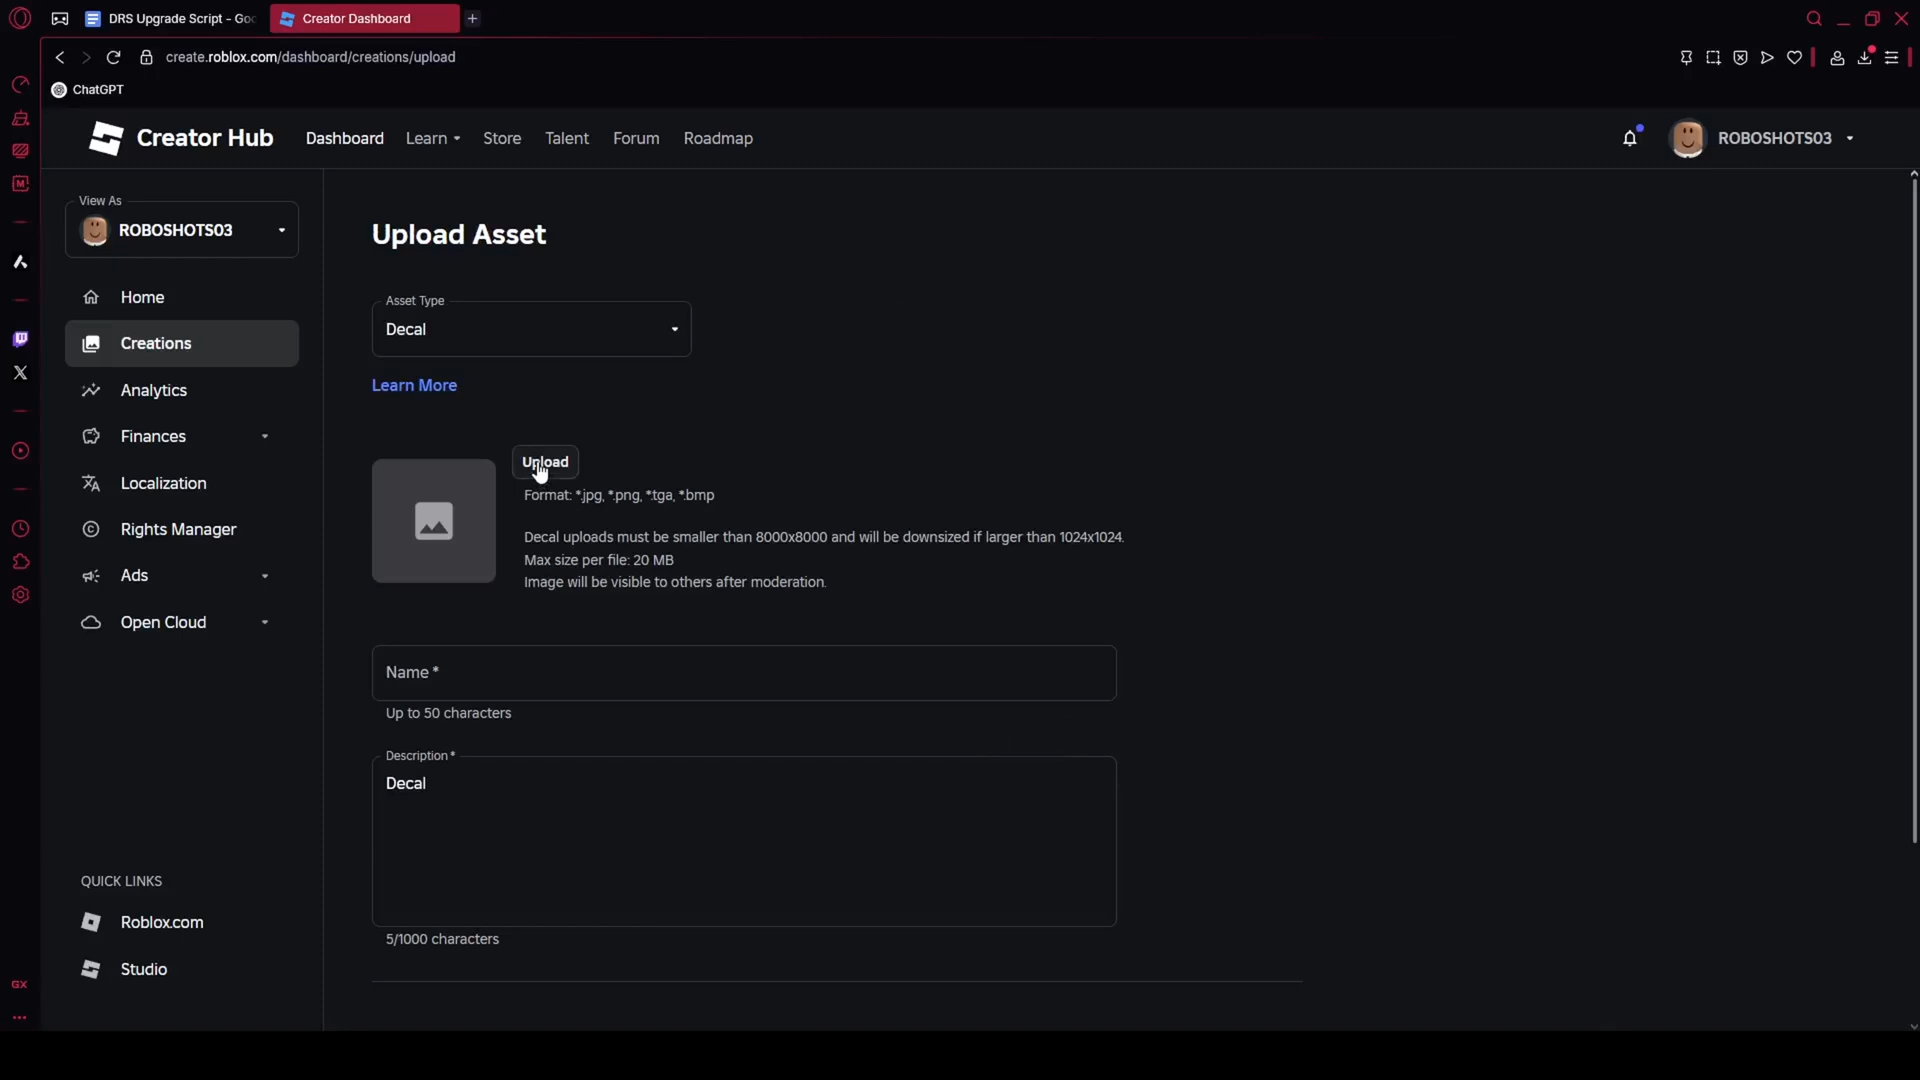 DRS Upgrade Script - Goo
Creator Dashboard
create.roblox.com/dashboard/creations/upload
ChatGPT
Creator Hub
Dashboard
Learn
Store
Talent
Forum
Roadmap
ROBOSHOTS03
View As
ROBOSHOTS03
Home
Creations
Analytics
Finances
Localization
Rights Manager
Ads
Open Cloud
QUICK LINKS
Roblox.com
Studio
GX
Upload Asset
Asset Type
Decal
Learn More
Upload
Format: *.jpg, *.png, *.tga, *.bmp
Decal uploads must be smaller than 8000x8000 and will be downsized if larger than 1024x1024.
Max size per file: 20 MB
Image will be visible to others after moderation.
Name *
Up to 50 characters
Description *
Decal
5/1000 characters